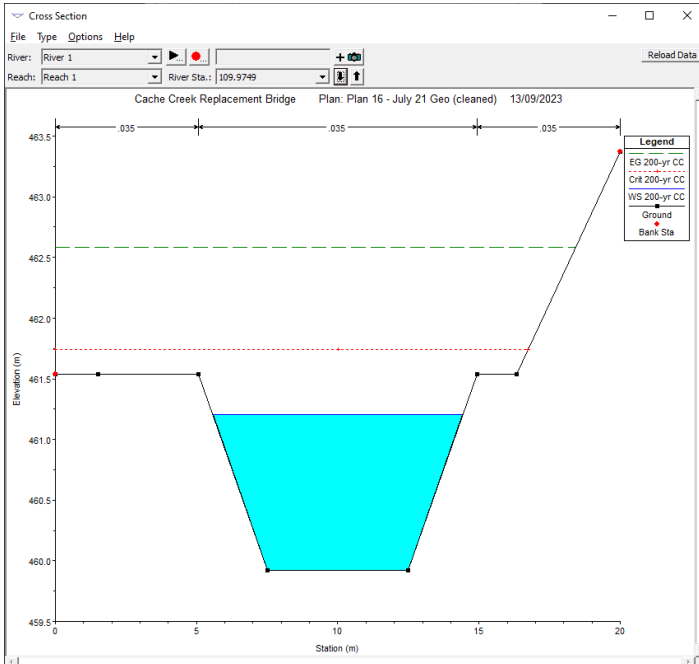 Cross Section
File Type Options Help
River: River 1
Reload Data
Reach: Reach 1 River Sta.: 109.9749
Cache Creek Replacement Bridge Plan: Plan 16 - July 21 Geo (cleaned) 13/09/2023
.035 .035 .035
Legend
EG 200-yr CC
Crit 200-yr CC
WS 200-yr CC
Ground
Bank Sta
463.5
463.0
462.5
462.0
461.5
461.0
460.5
460.0
459.5
Elevation (m)
0 5 10 15 20
Station (m)